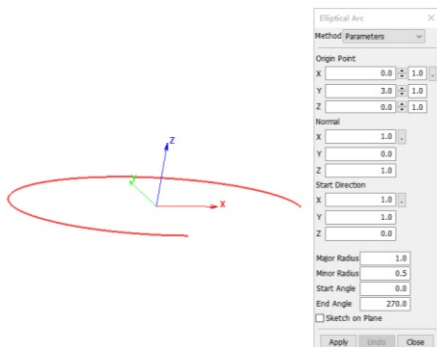 Elliptical Arc
Method Parameters
Origin Point
X 0.0 1.0 .
Y 3.0 1.0
Z 0.0 1.0
Normal
X 1.0 .
Y 0.0
Z 1.0
Start Direction
X 1.0 .
Y 1.0
Z 0.0
Major Radius 1.0
Minor Radius 0.5
Start Angle 0.0
End Angle 270.0
Sketch on Plane
Apply Undo Close
Z
X